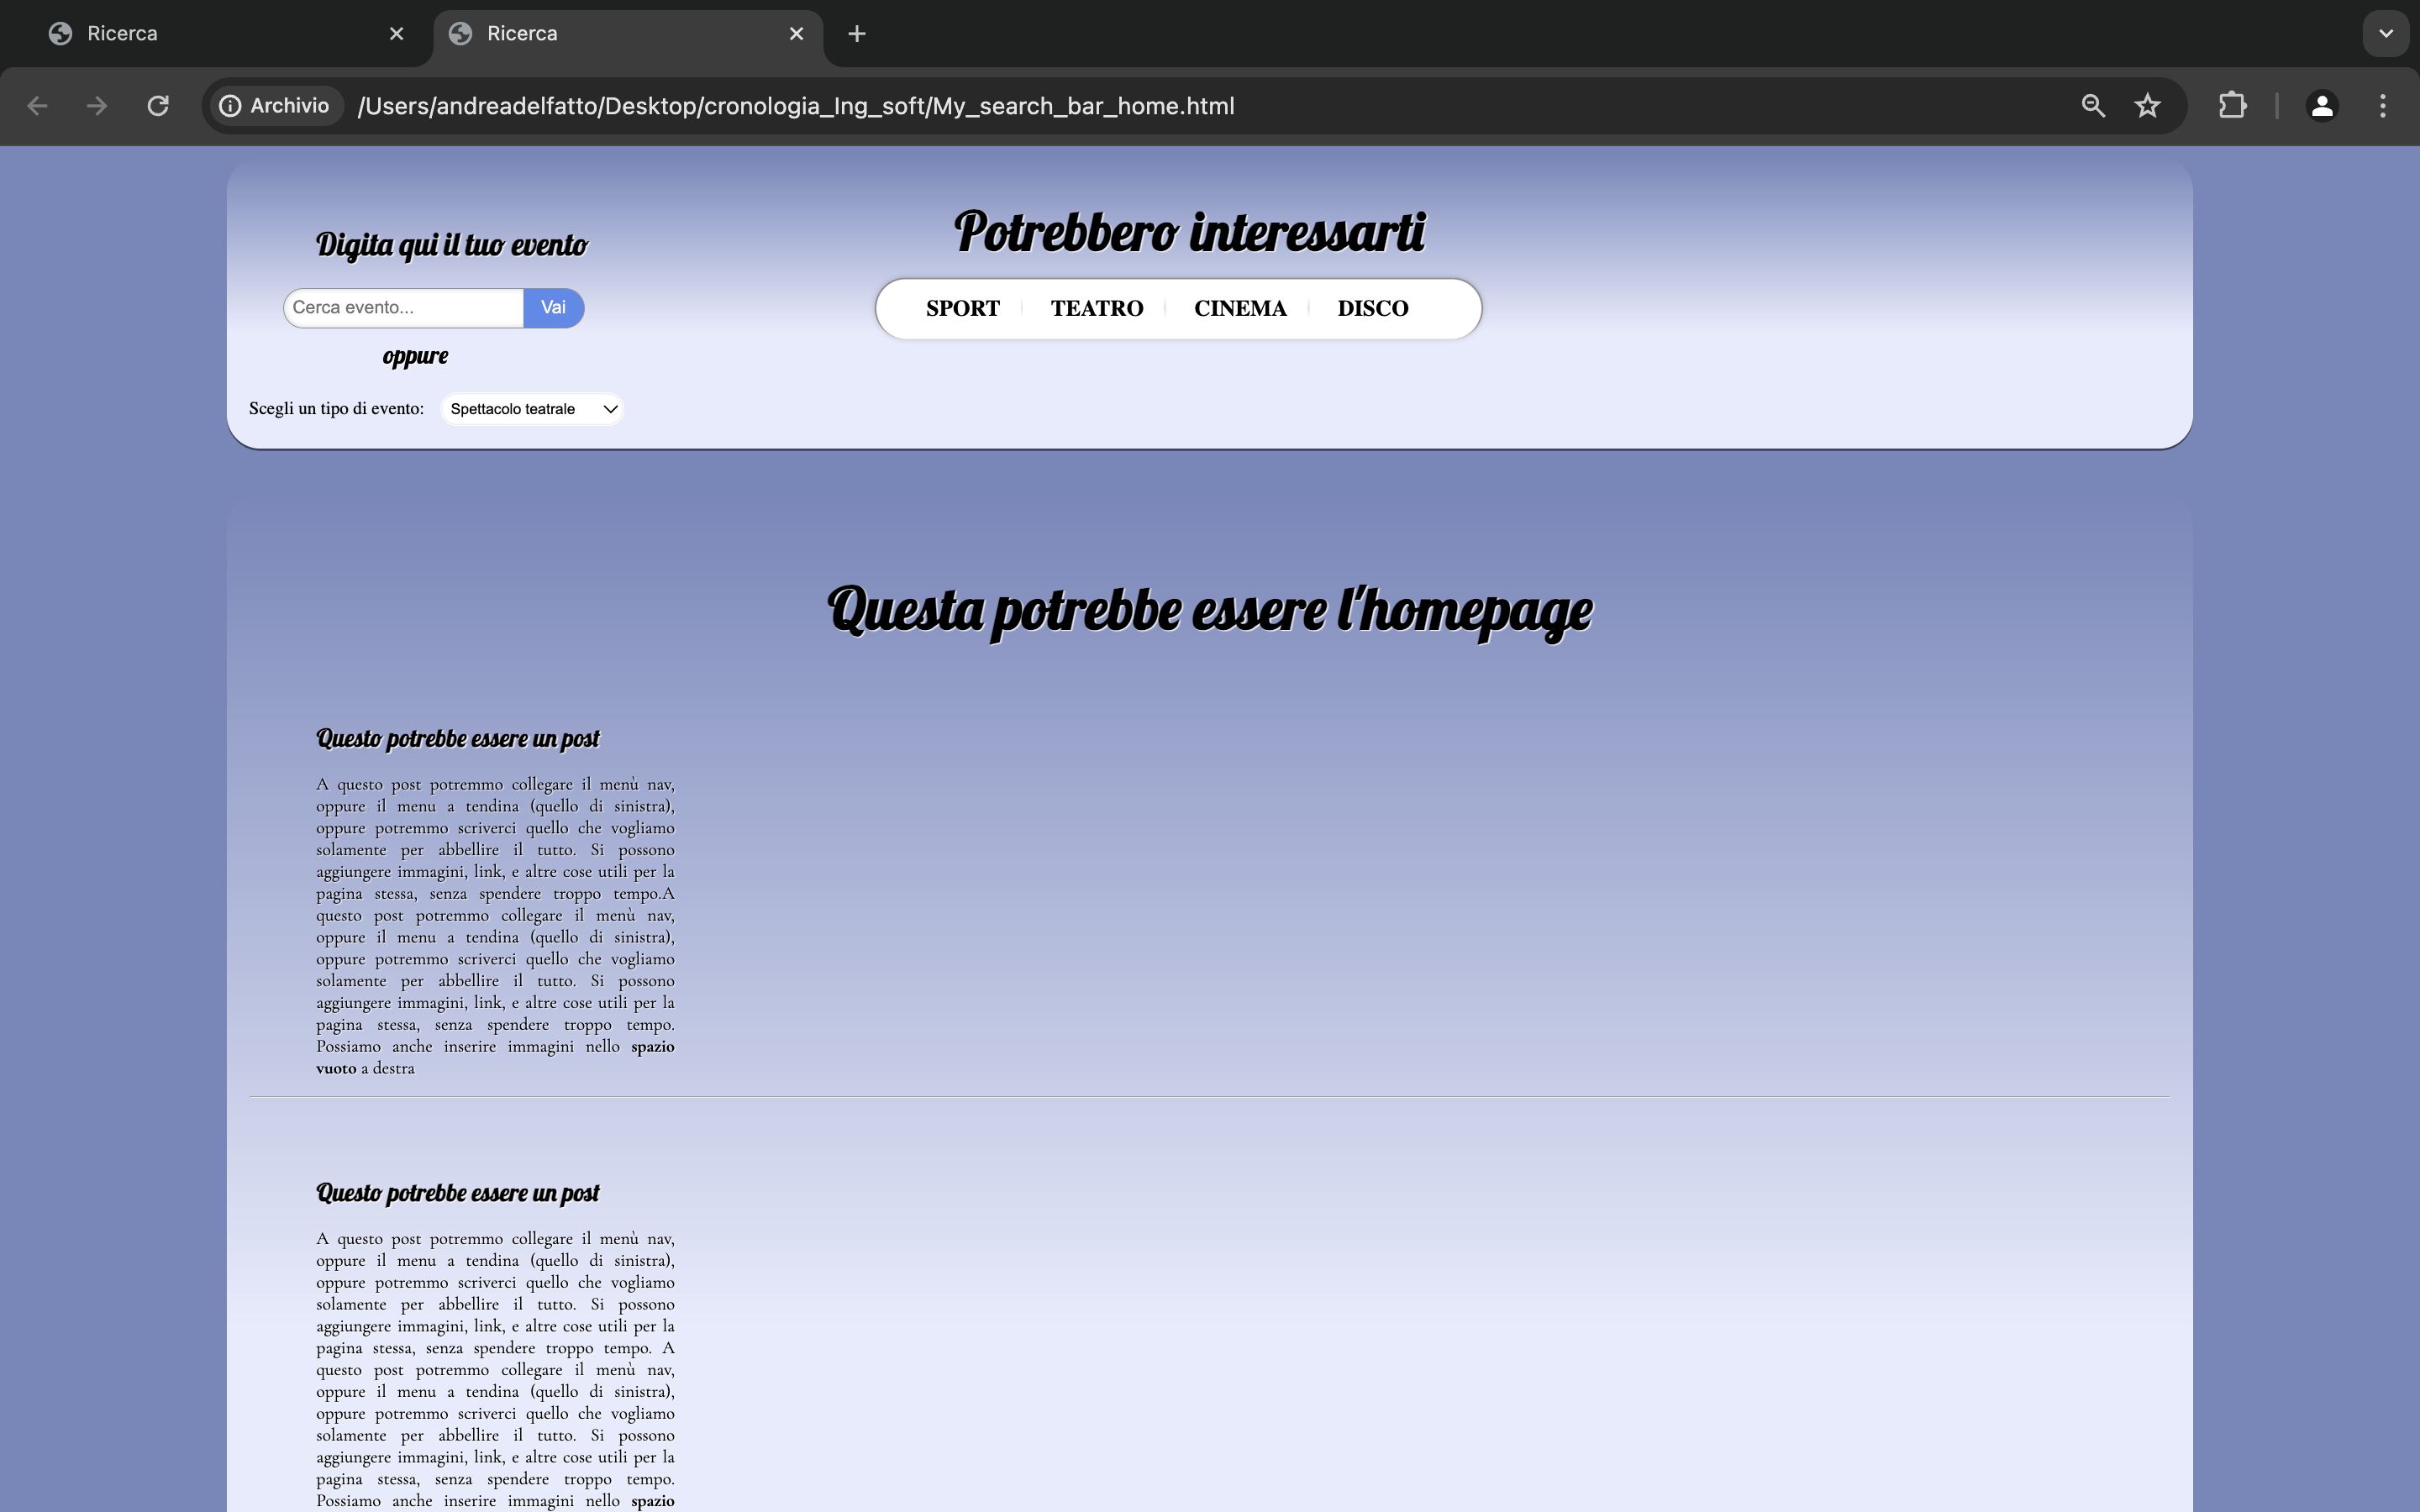 Ricerca
Ricerca
Archivio /Users/andreadelfatto/Desktop/cronologia_Ing_soft/My_search_bar_home.html
Digita qui il tuo evento
Cerca evento... Vai
oppure
Scegli un tipo di evento: Spettacolo teatrale
Potrebbero interessarti
SPORT TEATRO CINEMA DISCO
Questa potrebbe essere l'homepage
Questo potrebbe essere un post
A questo post potremmo collegare il menù nav,
oppure il menu a tendina (quello di sinistra),
oppure potremmo scriverci quello che vogliamo
solamente per abbellire il tutto. Si possono
aggiungere immagini, link, e altre cose utili per la
pagina stessa, senza spendere troppo tempo.A
questo post potremmo collegare il menù nav,
oppure il menu a tendina (quello di sinistra),
oppure potremmo scriverci quello che vogliamo
solamente per abbellire il tutto. Si possono
aggiungere immagini, link, e altre cose utili per la
pagina stessa, senza spendere troppo tempo.
Possiamo anche inserire immagini nello spazio
vuoto a destra
Questo potrebbe essere un post
A questo post potremmo collegare il menù nav,
oppure il menu a tendina (quello di sinistra),
oppure potremmo scriverci quello che vogliamo
solamente per abbellire il tutto. Si possono
aggiungere immagini, link, e altre cose utili per la
pagina stessa, senza spendere troppo tempo. A
questo post potremmo collegare il menù nav,
oppure il menu a tendina (quello di sinistra),
oppure potremmo scriverci quello che vogliamo
solamente per abbellire il tutto. Si possono
aggiungere immagini, link, e altre cose utili per la
pagina stessa, senza spendere troppo tempo.
Possiamo anche inserire immagini nello spazio